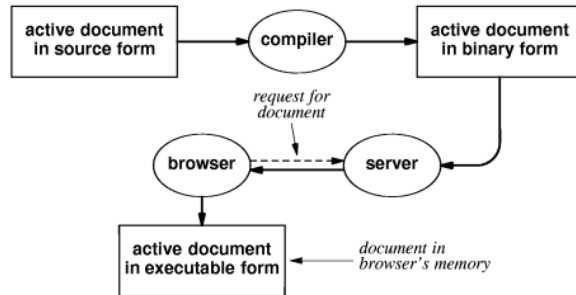 active document
in source form
compiler
active document
in binary form
request for
document
browser
server
active document
in executable form
document in
browser's memory